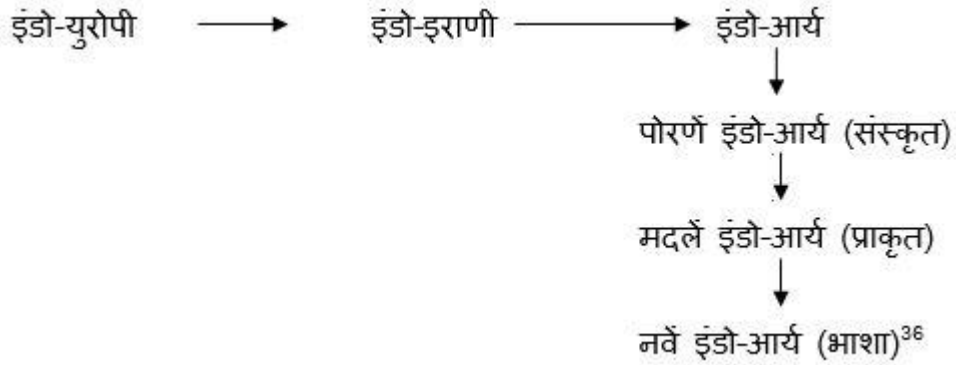 इंडो-युरोपी ⟶ इंडो-इराणी ⟶ इंडो-आर्य
पोरणें इंडो-आर्य (संस्कृत)
मदलें इंडो-आर्य (प्राकृत)
नवें इंडो-आर्य (भाशा)³⁶